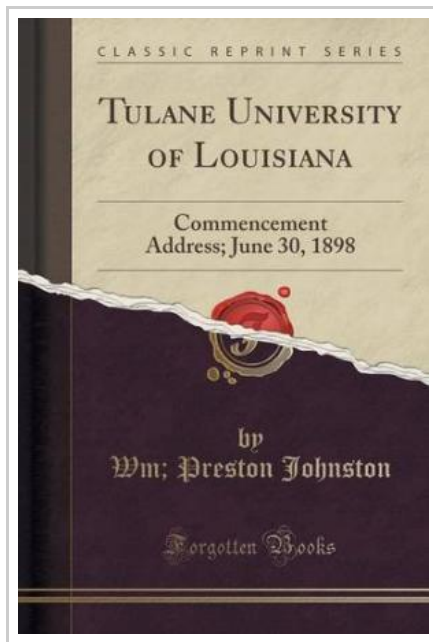 CLASSIC REPRINT SERIES
TULANE UNIVERSITY
OF LOUISIANA
Commencement
Address; June 30, 1898
by
Wm; Preston Johnston
Forgotten Books